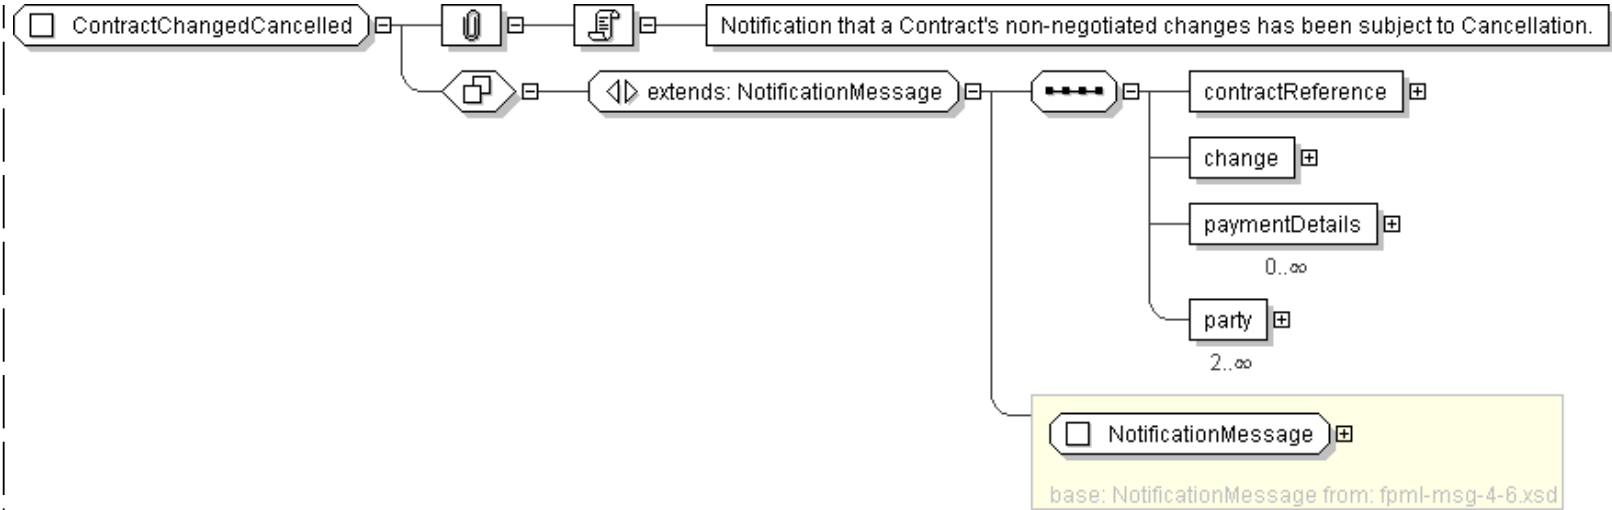 ContractChangedCancelled
Notification that a Contract's non-negotiated changes has been subject to Cancellation.
extends: NotificationMessage
contractReference
change
paymentDetails
0..∞
party
2..∞
NotificationMessage
base: NotificationMessage from: fpml-msg-4-6.xsd